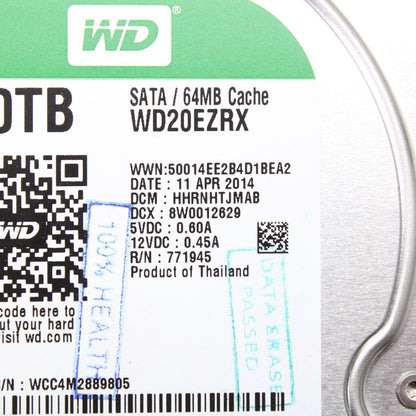 WD
0TB
SATA / 64MB Cache
WD20EZRX
WWN:50014EE2B4D1BEA2
DATE : 11 APR 2014
DCM : HHRNHTJMAB
DCX : 8W0012629
5VDC : 0.60A
12VDC : 0.45A
R/N : 771945
Product of Thailand
WD
100% HEALTH
DATA ERASE
PASSED
code here to
out your hard
visit wd.com
S/N : WCC4M2889805